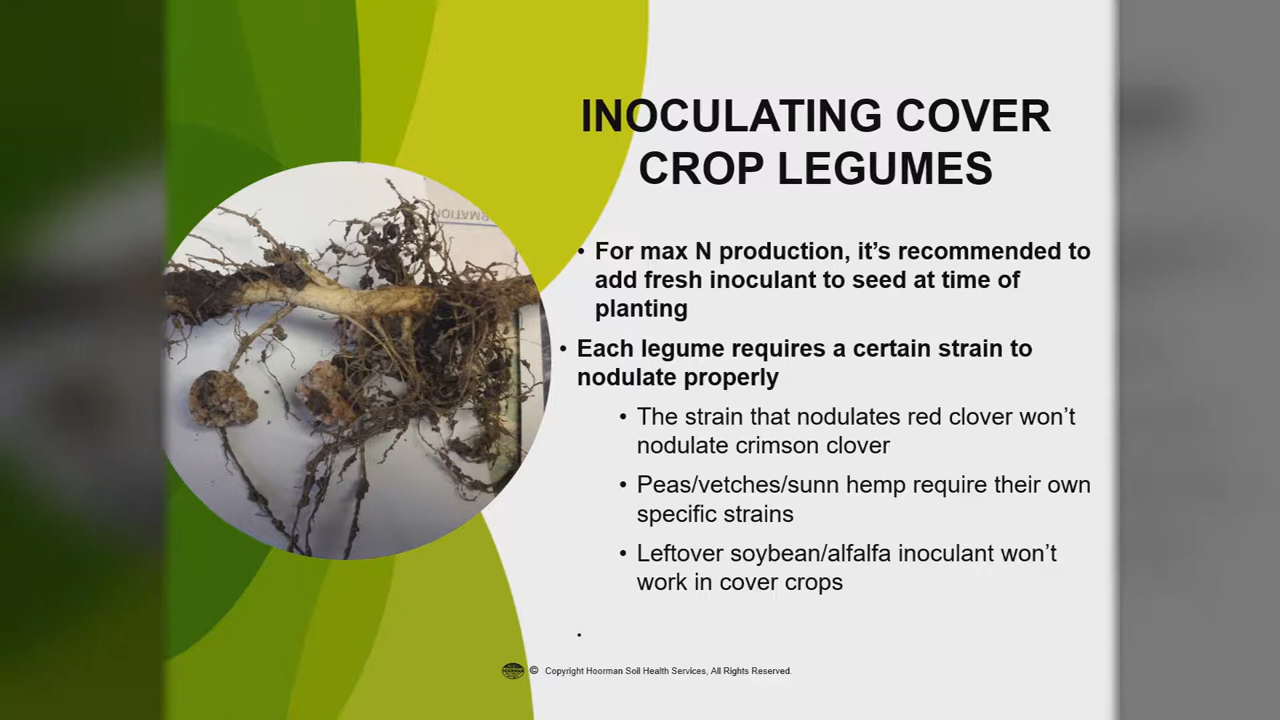 INOCULATING COVER
CROP LEGUMES
• For max N production, it’s recommended to
add fresh inoculant to seed at time of
planting
• Each legume requires a certain strain to
nodulate properly
• The strain that nodulates red clover won’t
nodulate crimson clover
• Peas/vetches/sunn hemp require their own
specific strains
• Leftover soybean/alfalfa inoculant won’t
work in cover crops
•
© Copyright Hoorman Soil Health Services, All Rights Reserved.